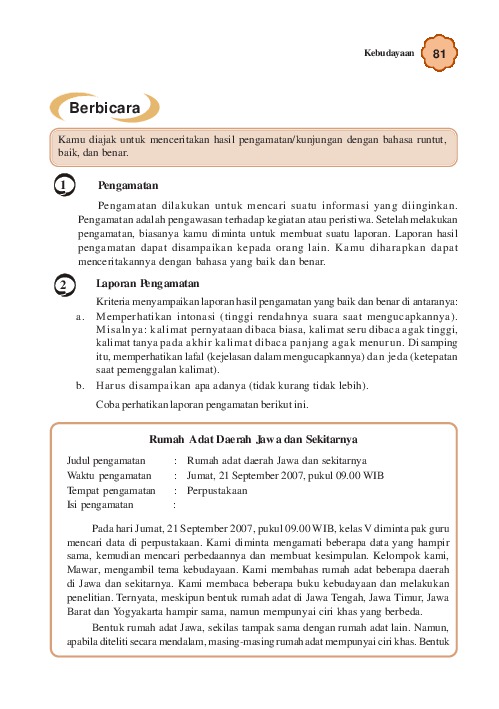 Kebudayaan
81
Berbicara
Kamu diajak untuk menceritakan hasil pengamatan/kunjungan dengan bahasa runtut,
baik, dan benar.
1 Pengamatan
Pengamatan dilakukan untuk mencari suatu informasi yang diinginkan.
Pengamatan adalah pengawasan terhadap kegiatan atau peristiwa. Setelah melakukan
pengamatan, biasanya kamu diminta untuk membuat suatu laporan. Laporan hasil
pengamatan dapat disampaikan kepada orang lain. Kamu diharapkan dapat
menceritakannya dengan bahasa yang baik dan benar.
2 Laporan Pengamatan
Kriteria menyampaikan laporan hasil pengamatan yang baik dan benar di antaranya:
a. Memperhatikan intonasi (tinggi rendahnya suara saat mengucapkannya).
Misalnya: kalimat pernyataan dibaca biasa, kalimat seru dibaca agak tinggi,
kalimat tanya pada akhir kalimat dibaca panjang agak menurun. Di samping
itu, memperhatikan lafal (kejelasan dalam mengucapkannya) dan jeda (ketepatan
saat pemenggalan kalimat).
b. Harus disampaikan apa adanya (tidak kurang tidak lebih).
Coba perhatikan laporan pengamatan berikut ini.
Rumah Adat Daerah Jawa dan Sekitarnya
Judul pengamatan : Rumah adat daerah Jawa dan sekitarnya
Waktu pengamatan : Jumat, 21 September 2007, pukul 09.00 WIB
Tempat pengamatan : Perpustakaan
Isi pengamatan :
Pada hari Jumat, 21 September 2007, pukul 09.00 WIB, kelas V diminta pak guru
mencari data di perpustakaan. Kami diminta mengamati beberapa data yang hampir
sama, kemudian mencari perbedaannya dan membuat kesimpulan. Kelompok kami,
Mawar, mengambil tema kebudayaan. Kami membahas rumah adat beberapa daerah
di Jawa dan sekitarnya. Kami membaca beberapa buku kebudayaan dan melakukan
penelitian. Ternyata, meskipun bentuk rumah adat di Jawa Tengah, Jawa Timur, Jawa
Barat dan Yogyakarta hampir sama, namun mempunyai ciri khas yang berbeda.
Bentuk rumah adat Jawa, sekilas tampak sama dengan rumah adat lain. Namun,
apabila diteliti secara mendalam, masing-masing rumah adat mempunyai ciri khas. Bentuk